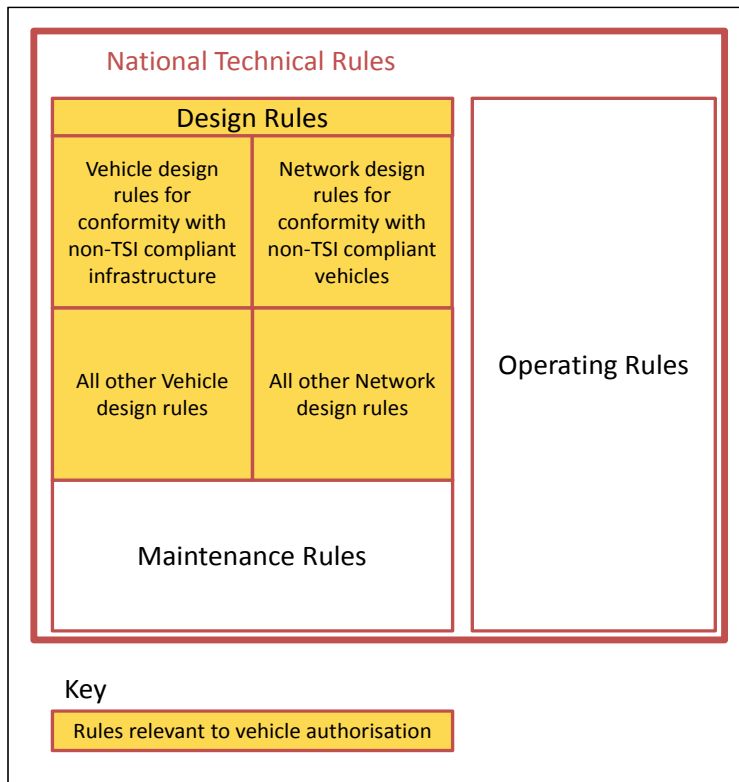 National Technical Rules
Design Rules
Vehicle design
rules for
conformity with
non-TSI compliant
infrastructure
Network design
rules for
conformity with
non-TSI compliant
vehicles
All other Vehicle
design rules
All other Network
design rules
Maintenance Rules
Operating Rules
Key
Rules relevant to vehicle authorisation